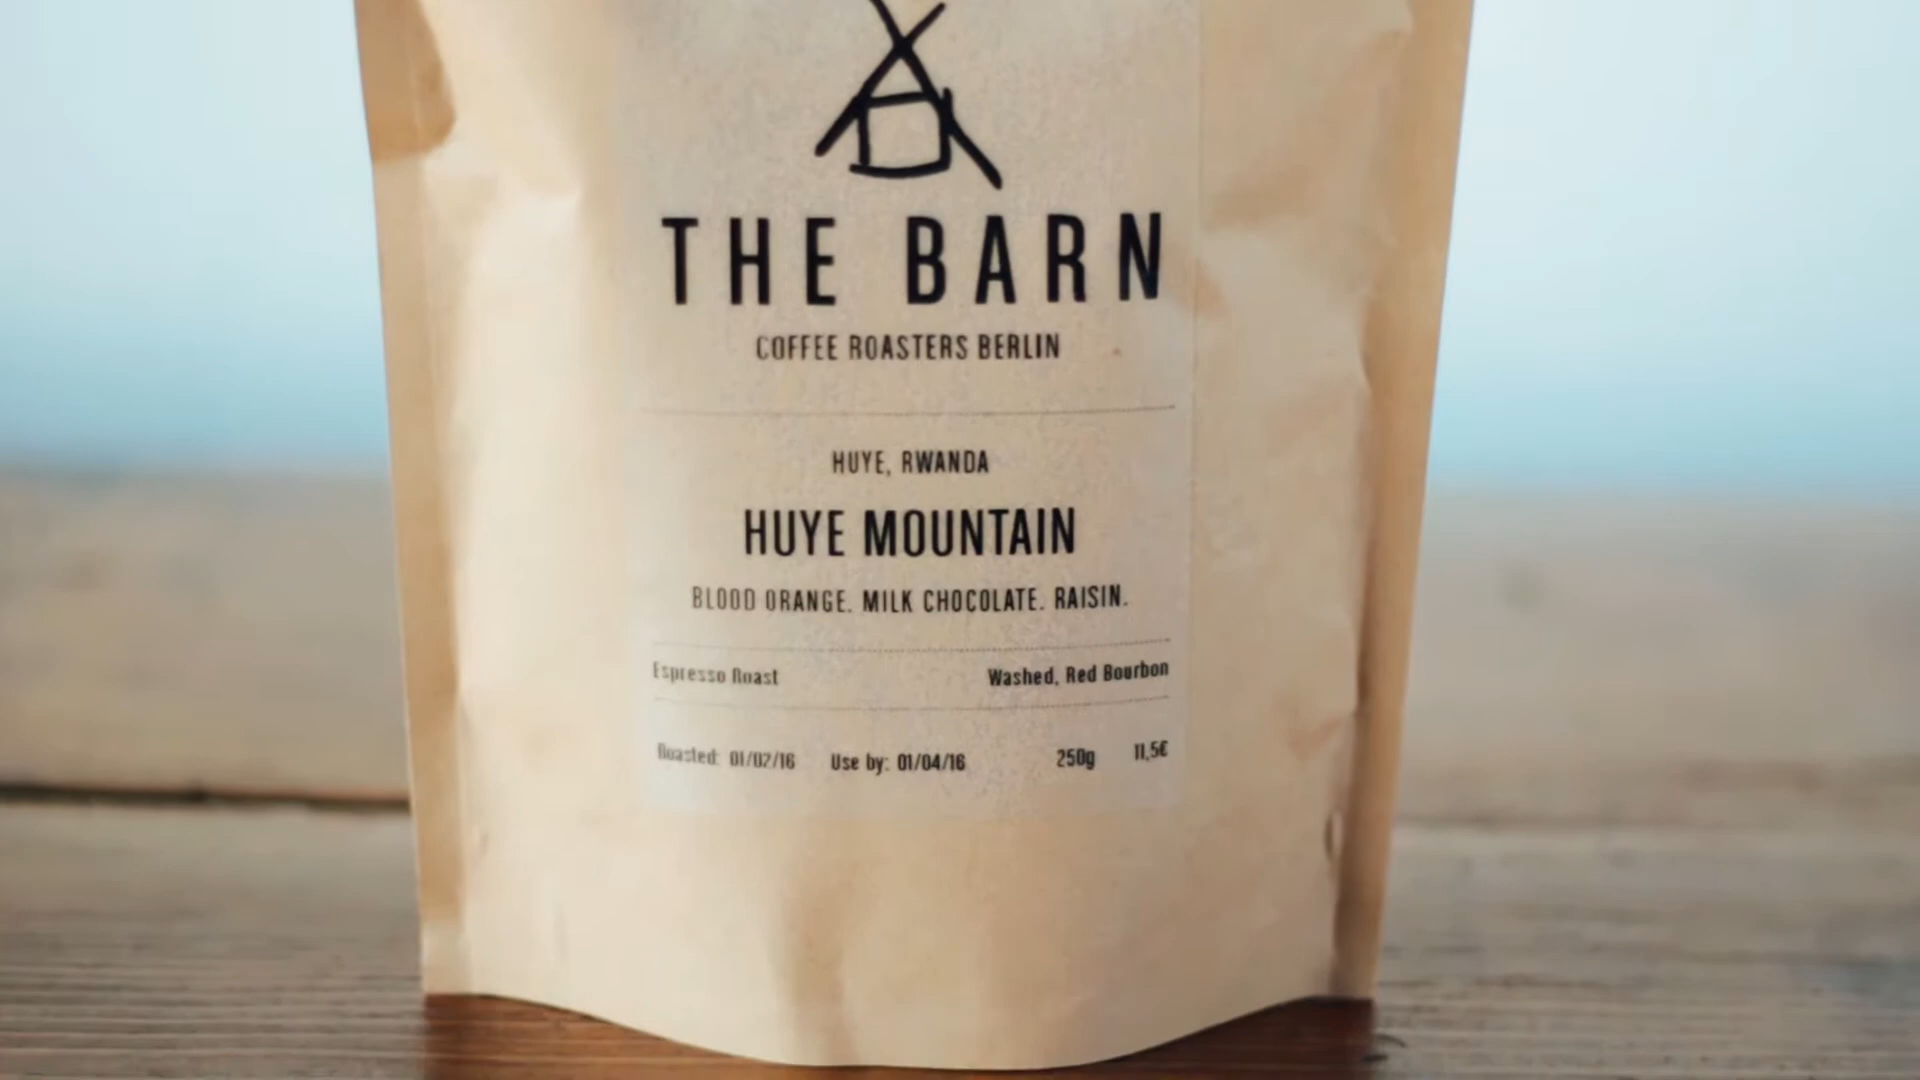 THE BARN
COFFEE ROASTERS BERLIN
HUYE, RWANDA
HUYE MOUNTAIN
BLOOD ORANGE. MILK CHOCOLATE. RAISIN.
Espresso Roast Washed, Red Bourbon
Roasted: 01/02/16 Use by: 01/04/16 250g 11,5€